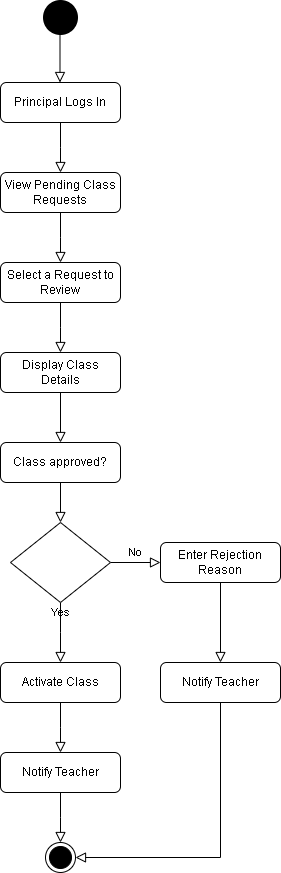 Principal Logs In
View Pending Class
Requests
Select a Request to
Review
Display Class
Details
Class approved?
No
Enter Rejection
Reason
Yes
Activate Class
Notify Teacher
Notify Teacher